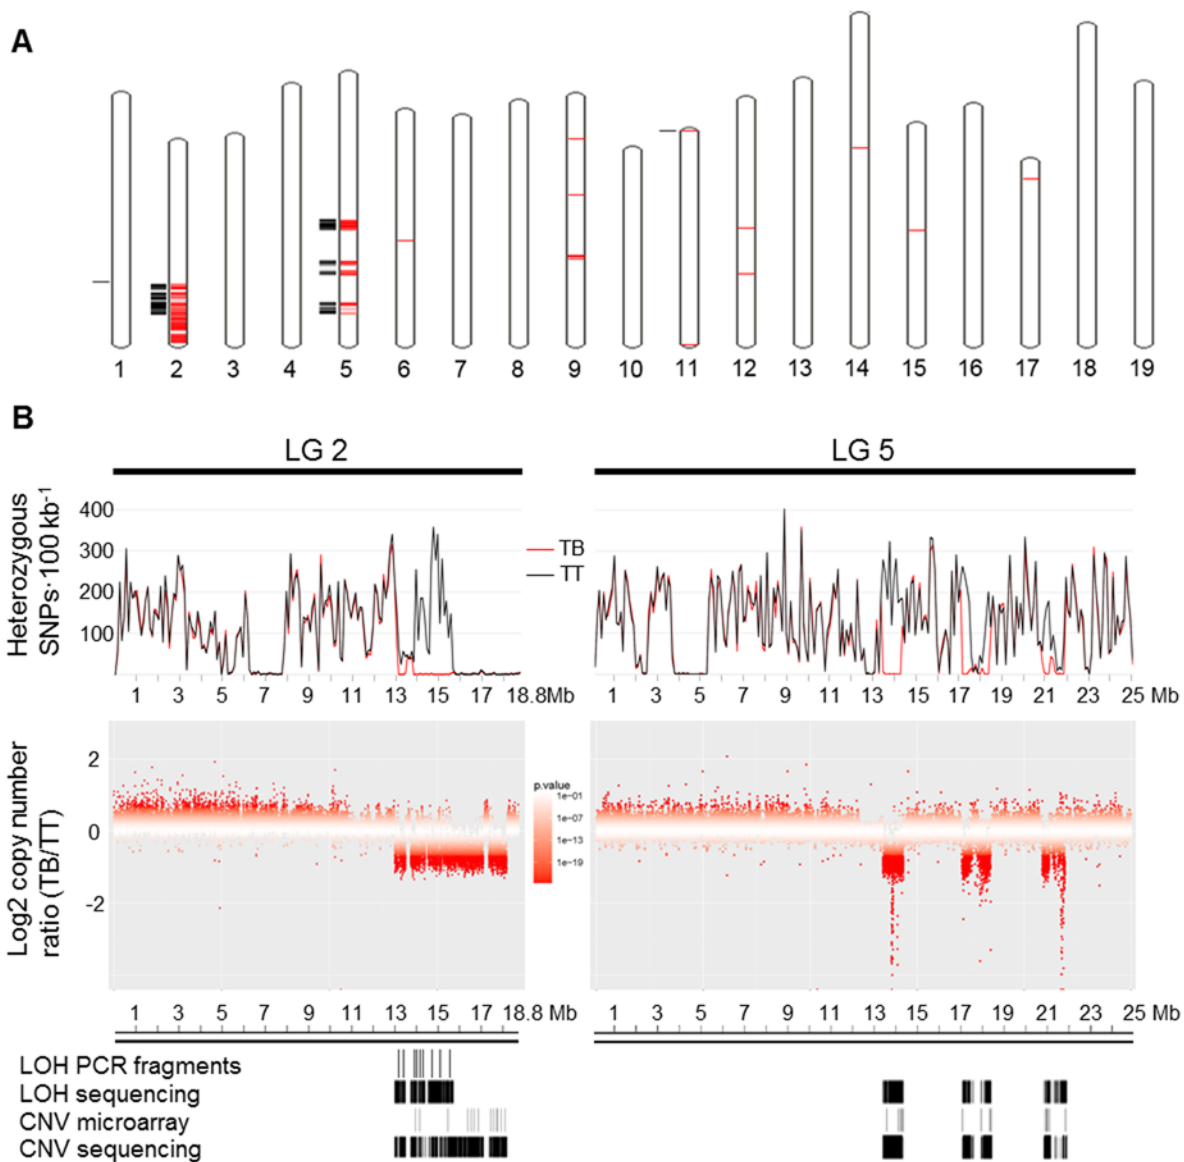 A
1 2 3 4 5 6 7 8 9 10 11 12 13 14 15 16 17 18 19
B
LG 2
LG 5
Heterozygous
SNPs·100 kb⁻¹
400
300
200
100
TB
TT
1 3 5 7 9 11 13 15 17 18.8Mb
1 3 5 7 9 11 13 15 17 19 21 23 25 Mb
Log2 copy number
ratio (TB/TT)
2
0
-2
p.value
1e-01
1e-07
1e-13
1e-19
1 3 5 7 9 11 13 15 17 18.8 Mb
1 3 5 7 9 11 13 15 17 19 21 23 25 Mb
LOH PCR fragments
LOH sequencing
CNV microarray
CNV sequencing